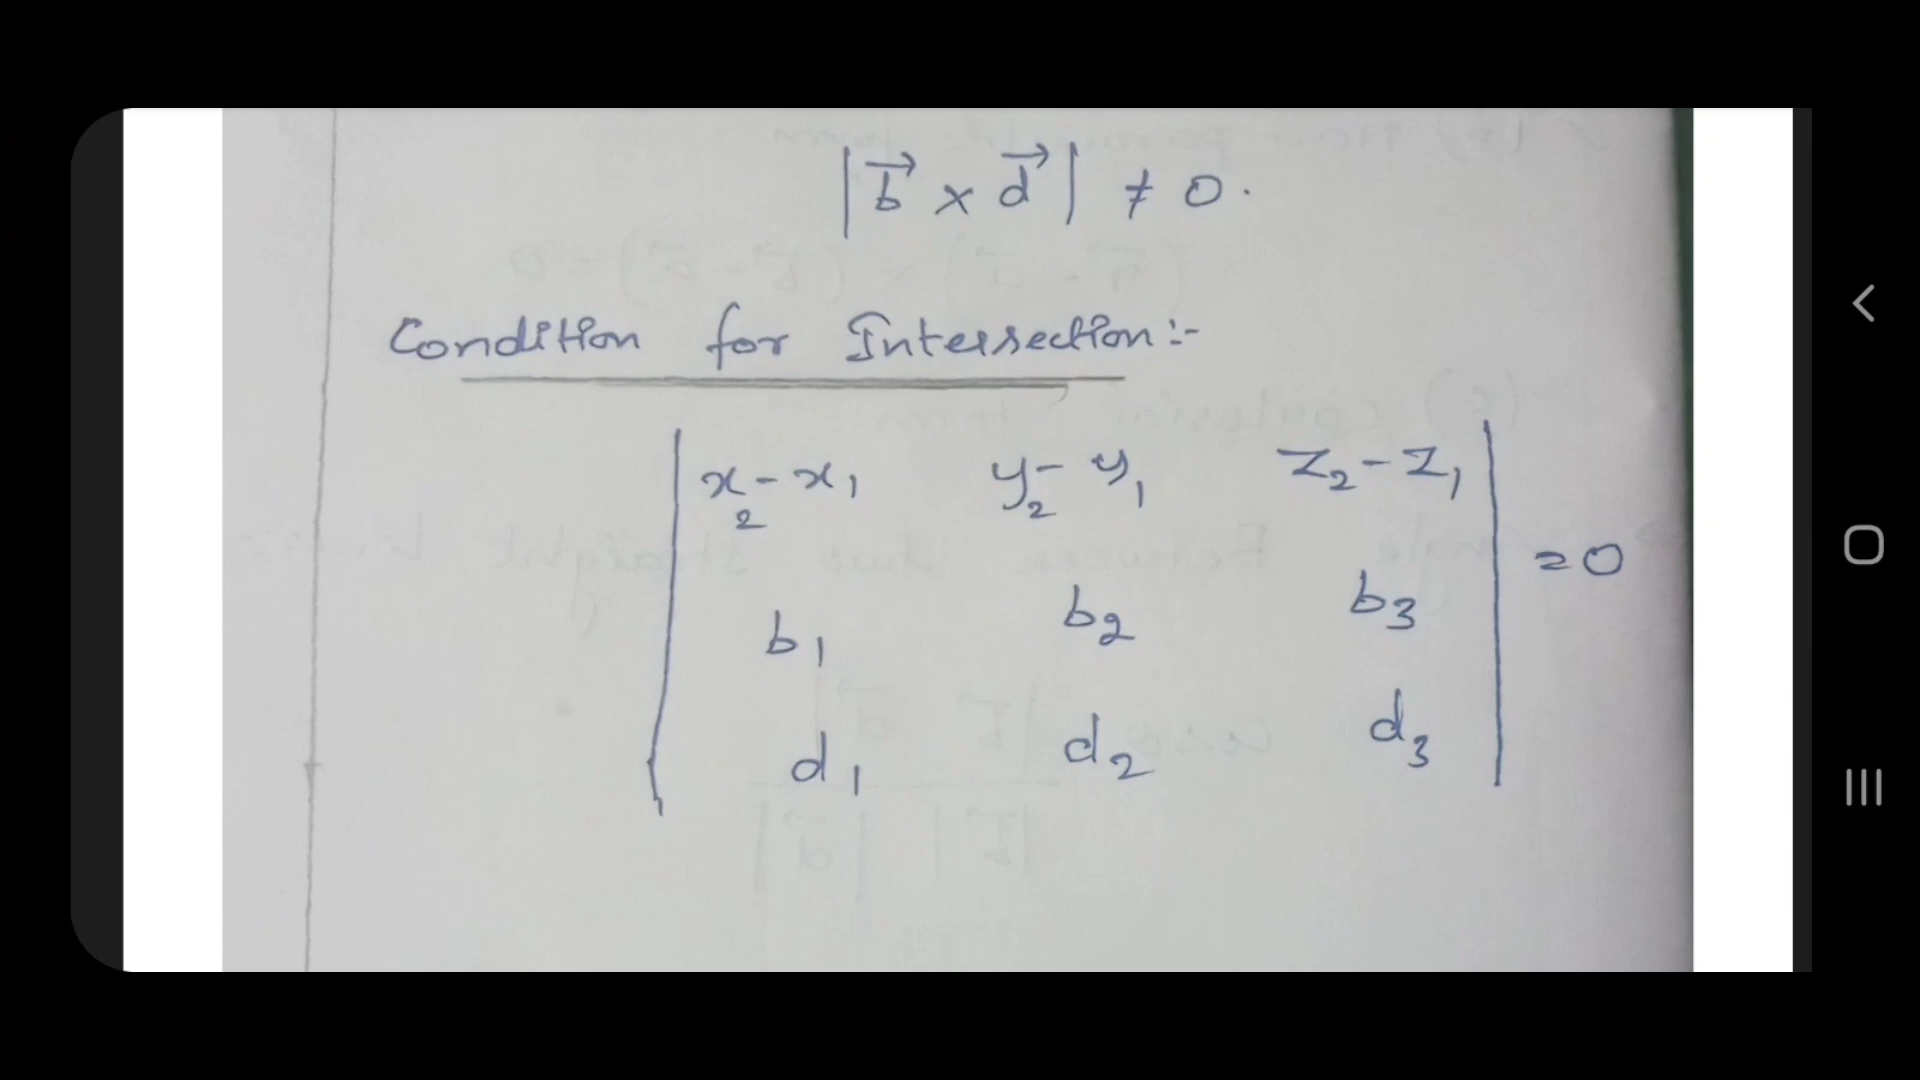 |b⃗ × d⃗| ≠ 0.
Condition for Intersection:-
| x₂-x₁ y₂-y₁ z₂-z₁ |
| b₁ b₂ b₃ | = 0
| d₁ d₂ d₃ |